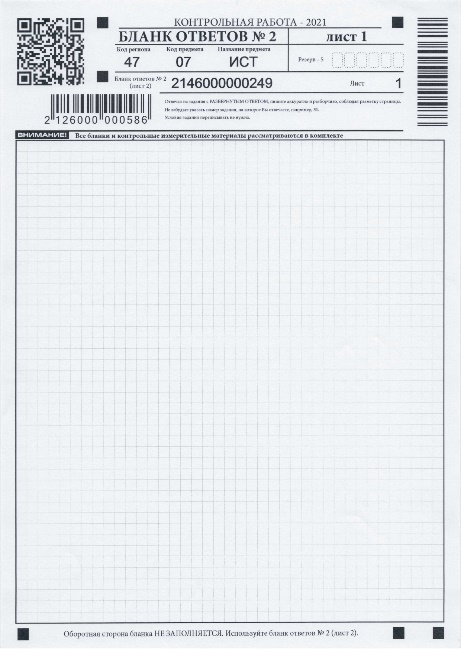 КОНТРОЛЬНАЯ РАБОТА - 2021
БЛАНК ОТВЕТОВ № 2
лист 1
Код региона Код предмета Название предмета
47 07 ИСТ
Резерв - 5
Бланк ответов № 2
(лист 2)
2146000000249
Лист 1
2 126000 000586
Отвечая на задания с РАЗВЕРНУТЫМ ОТВЕТОМ, пишите аккуратно и разборчиво, соблюдая разметку страницы.
Не забудьте указать номер задания, на которое Вы отвечаете, например, 31.
Условия задания переписывать не нужно.
ВНИМАНИЕ! Все бланки и контрольные измерительные материалы рассматриваются в комплекте
Оборотная сторона бланка НЕ ЗАПОЛНЯЕТСЯ. Используйте бланк ответов № 2 (лист 2).